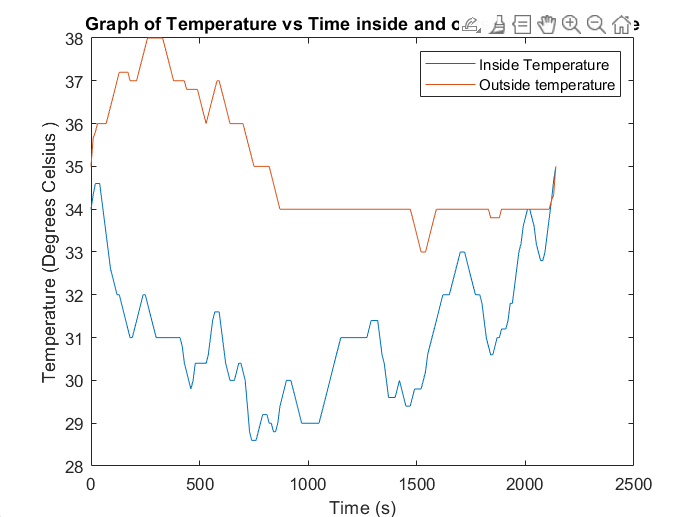 Graph of Temperature vs Time inside and
Inside Temperature
Outside temperature
Temperature (Degrees Celsius )
38
37
36
35
34
33
32
31
30
29
28
0 500 1000 1500 2000 2500
Time (s)